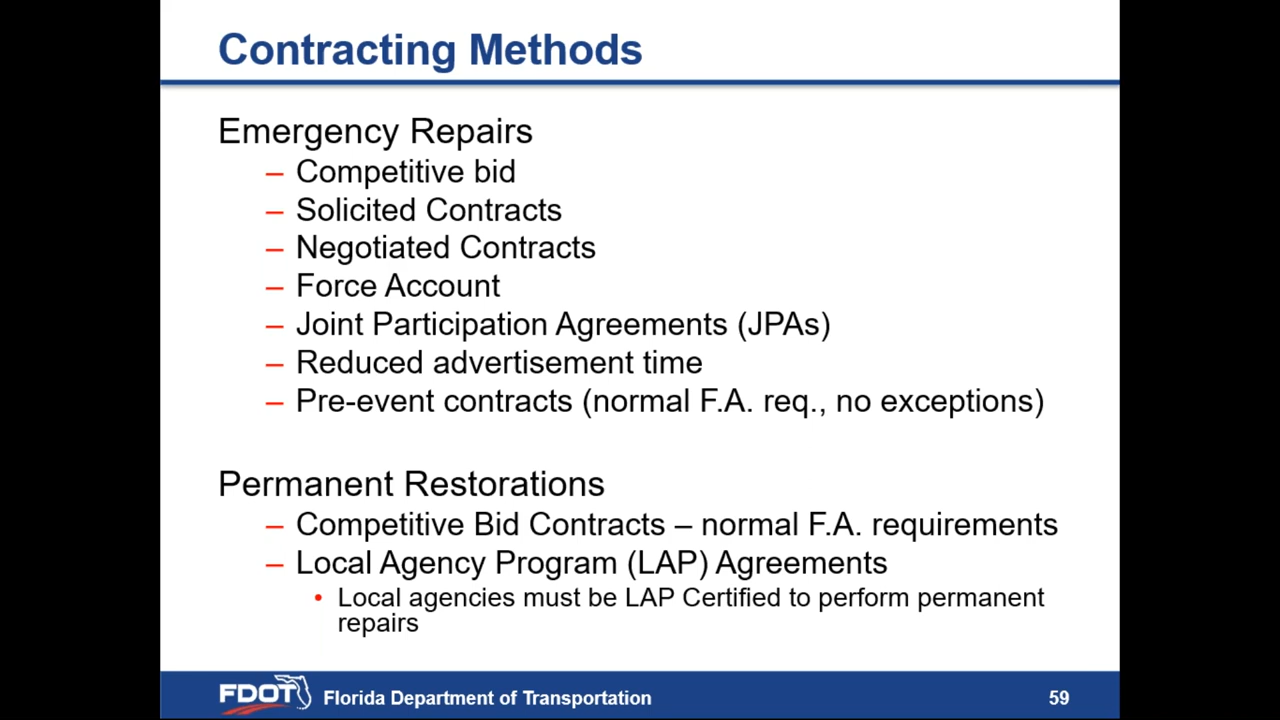 Contracting Methods
Emergency Repairs
– Competitive bid
– Solicited Contracts
– Negotiated Contracts
– Force Account
– Joint Participation Agreements (JPAs)
– Reduced advertisement time
– Pre-event contracts (normal F.A. req., no exceptions)
Permanent Restorations
– Competitive Bid Contracts – normal F.A. requirements
– Local Agency Program (LAP) Agreements
• Local agencies must be LAP Certified to perform permanent
repairs
FDOT Florida Department of Transportation 59